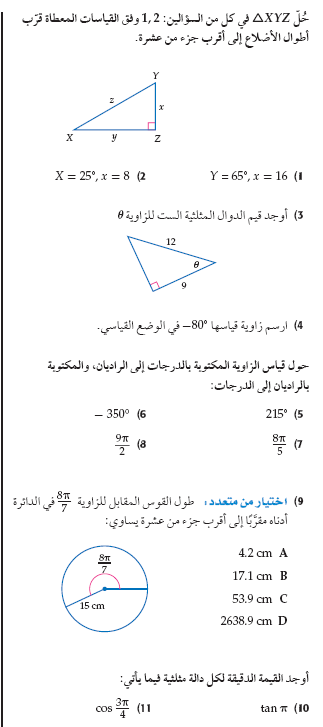 حُلّ △XYZ في كل من السؤالين: 1, 2 وفق القياسات المعطاة قرّب
أطوال الأضلاع إلى أقرب جزء من عشرة.
Y
z
x
X
y
Z
1) Y = 65°, x = 16
2) X = 25°, x = 8
3) أوجد قيم الدوال المثلثية الست للزاوية θ
12
θ
9
4) ارسم زاوية قياسها °80− في الوضع القياسي.
حول قياس الزاوية المكتوبة بالدرجات إلى الراديان، والمكتوبة
بالراديان إلى الدرجات:
5) 215°
6) − 350°
7) 8π/5
8) 9π/2
9) اختيار من متعدد: طول القوس المقابل للزاوية 8π/7 في الدائرة
أدناه مقرَّبًا إلى أقرب جزء من عشرة يساوي:
8π/7
15 cm
4.2 cm A
17.1 cm B
53.9 cm C
2638.9 cm D
أوجد القيمة الدقيقة لكل دالة مثلثية فيما يأتي:
10) tan π
11) cos 3π/4